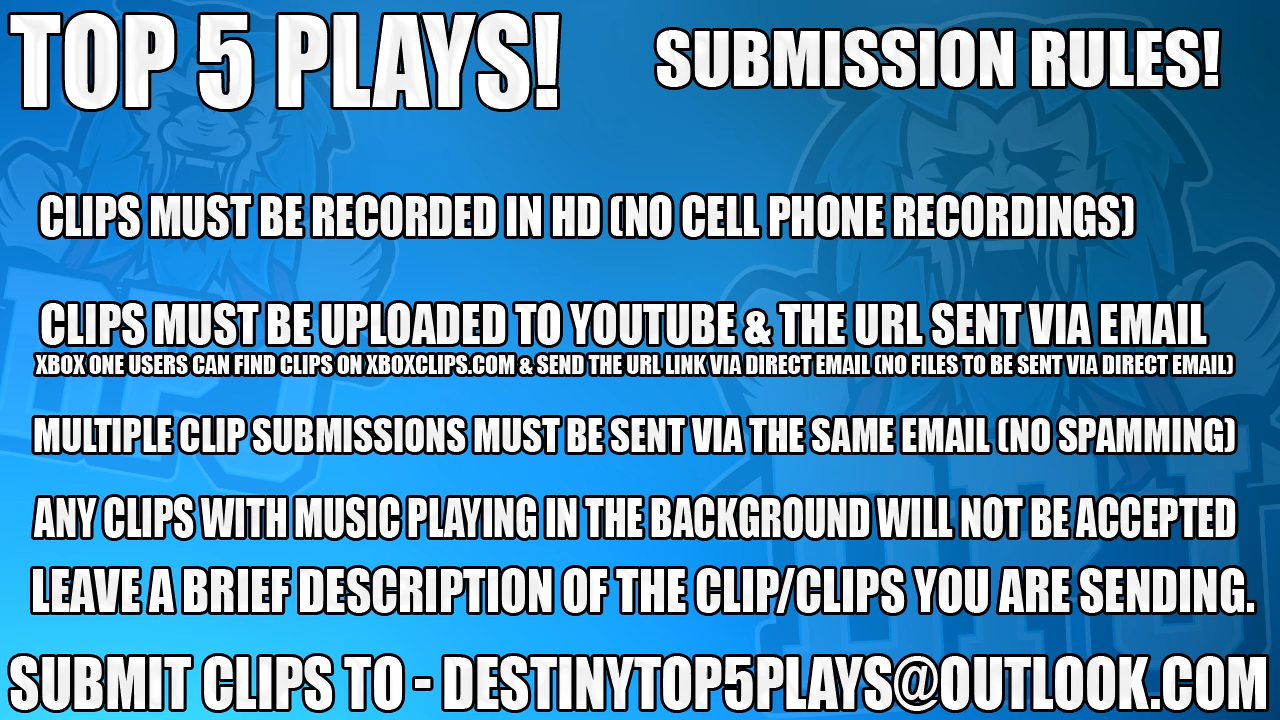 TOP 5 PLAYS!
SUBMISSION RULES!
CLIPS MUST BE RECORDED IN HD (NO CELL PHONE RECORDINGS)
CLIPS MUST BE UPLOADED TO YOUTUBE & THE URL SENT VIA EMAIL
XBOX ONE USERS CAN FIND CLIPS ON XBOXCLIPS.COM & SEND THE URL LINK VIA DIRECT EMAIL (NO FILES TO BE SENT VIA DIRECT EMAIL)
MULTIPLE CLIP SUBMISSIONS MUST BE SENT VIA THE SAME EMAIL (NO SPAMMING)
ANY CLIPS WITH MUSIC PLAYING IN THE BACKGROUND WILL NOT BE ACCEPTED
LEAVE A BRIEF DESCRIPTION OF THE CLIP/CLIPS YOU ARE SENDING.
SUBMIT CLIPS TO - DESTINYTOP5PLAYS@OUTLOOK.COM